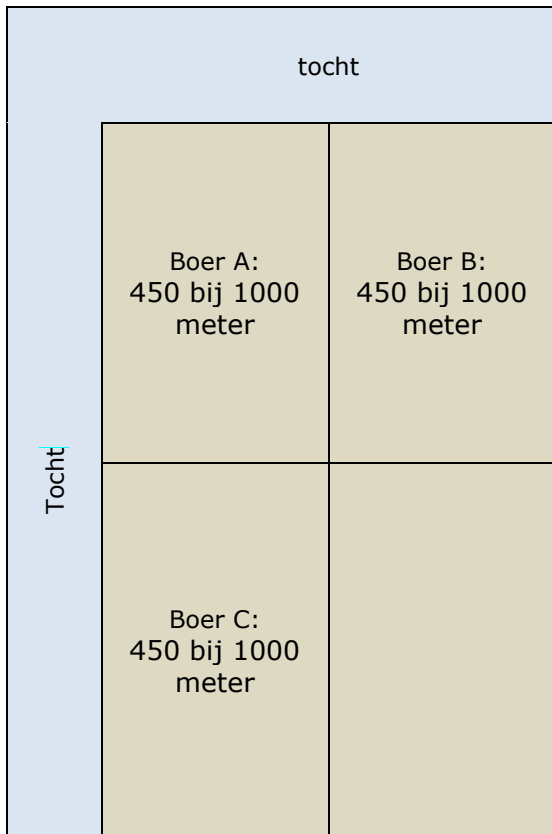 tocht
Boer A:
450 bij 1000
meter
Boer B:
450 bij 1000
meter
Tocht
Boer C:
450 bij 1000
meter